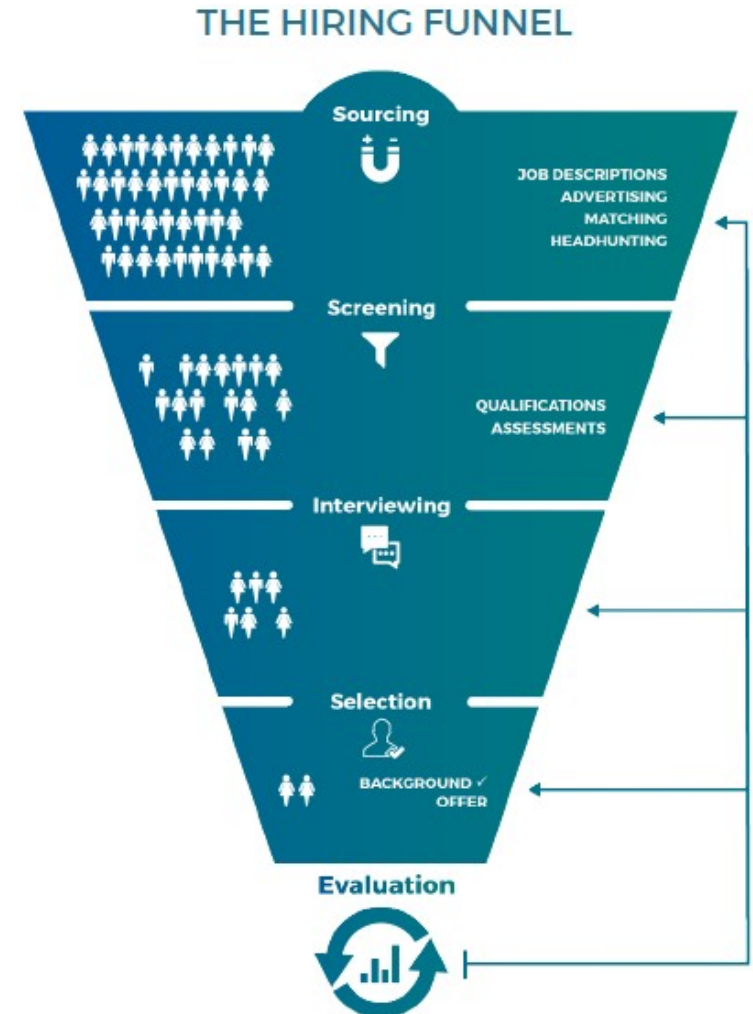 THE HIRING FUNNEL
Sourcing
JOB DESCRIPTIONS
ADVERTISING
MATCHING
HEADHUNTING
Screening
QUALIFICATIONS
ASSESSMENTS
Interviewing
Selection
BACKGROUND ✓
OFFER
Evaluation